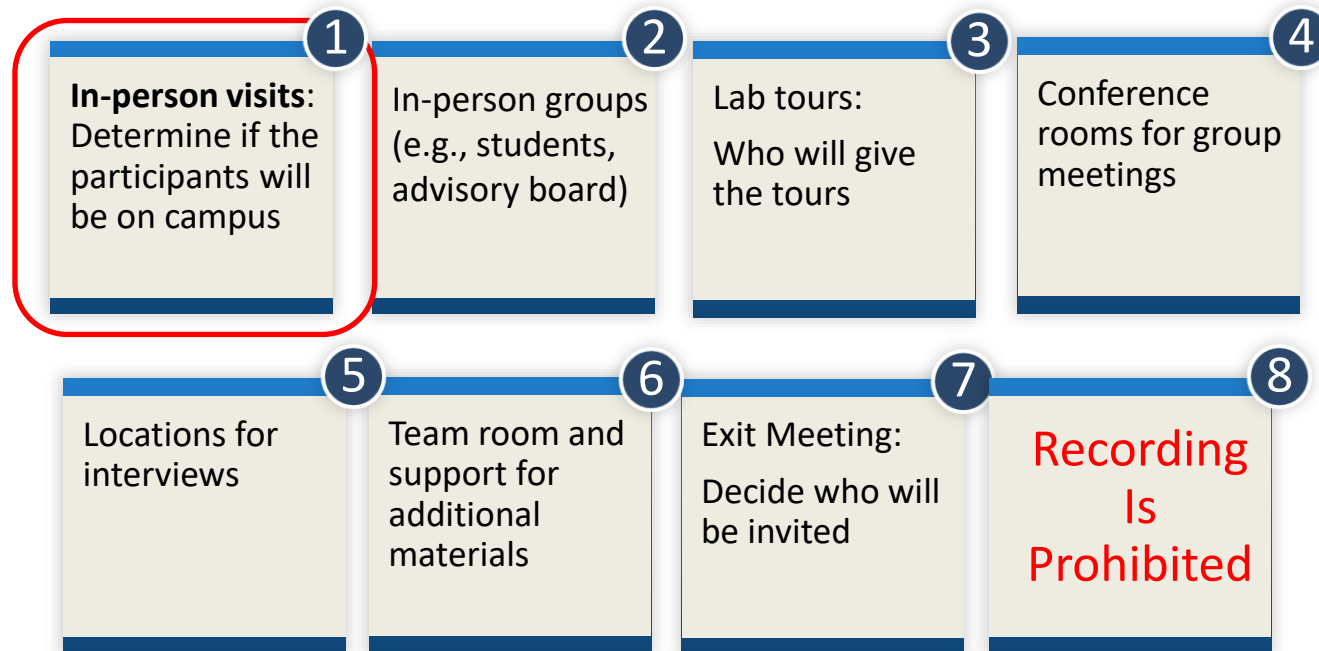 1
In-person visits:
Determine if the
participants will
be on campus
2
In-person groups
(e.g., students,
advisory board)
3
Lab tours:
Who will give
the tours
4
Conference
rooms for group
meetings
5
Locations for
interviews
6
Team room and
support for
additional
materials
7
Exit Meeting:
Decide who will
be invited
8
Recording
Is
Prohibited